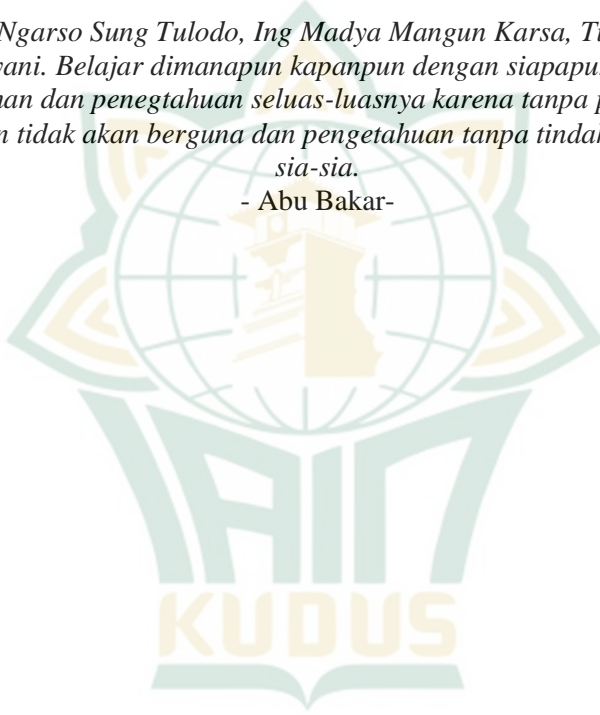 Ngarso Sung Tulodo, Ing Madya Mangun Karsa,
Belajar dimanapun kapanpun dengan
dan penegtahuan seluas-luasnya karena tanpa
tidak akan berguna dan pengetahuan tanpa
sia-sia.
- Abu Bakar-
IAIN
KUDUS